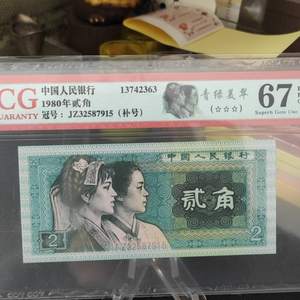 CG
GUARANTY
中国人民银行
1980年贰角
冠号: JZ32587915 (补号)
13742363
青绿美翠
(☆☆☆)
67
Superb Gem Unc
中国人民银行
贰角
JZ32587915
2
2